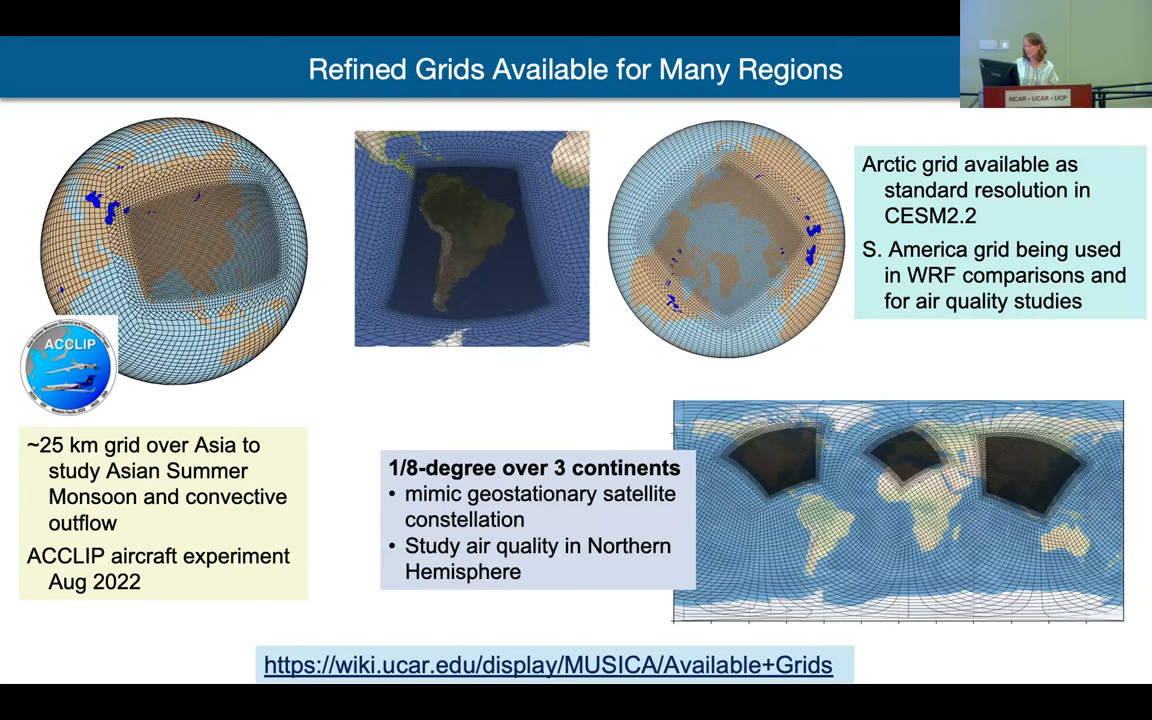 Refined Grids Available for Many Regions
NCAR • UCAR • UCP
Arctic grid available as
standard resolution in
CESM2.2
S. America grid being used
in WRF comparisons and
for air quality studies
ACCLIP
~25 km grid over Asia to
study Asian Summer
Monsoon and convective
outflow
ACCLIP aircraft experiment
Aug 2022
1/8-degree over 3 continents
• mimic geostationary satellite
constellation
• Study air quality in Northern
Hemisphere
https://wiki.ucar.edu/display/MUSICA/Available+Grids